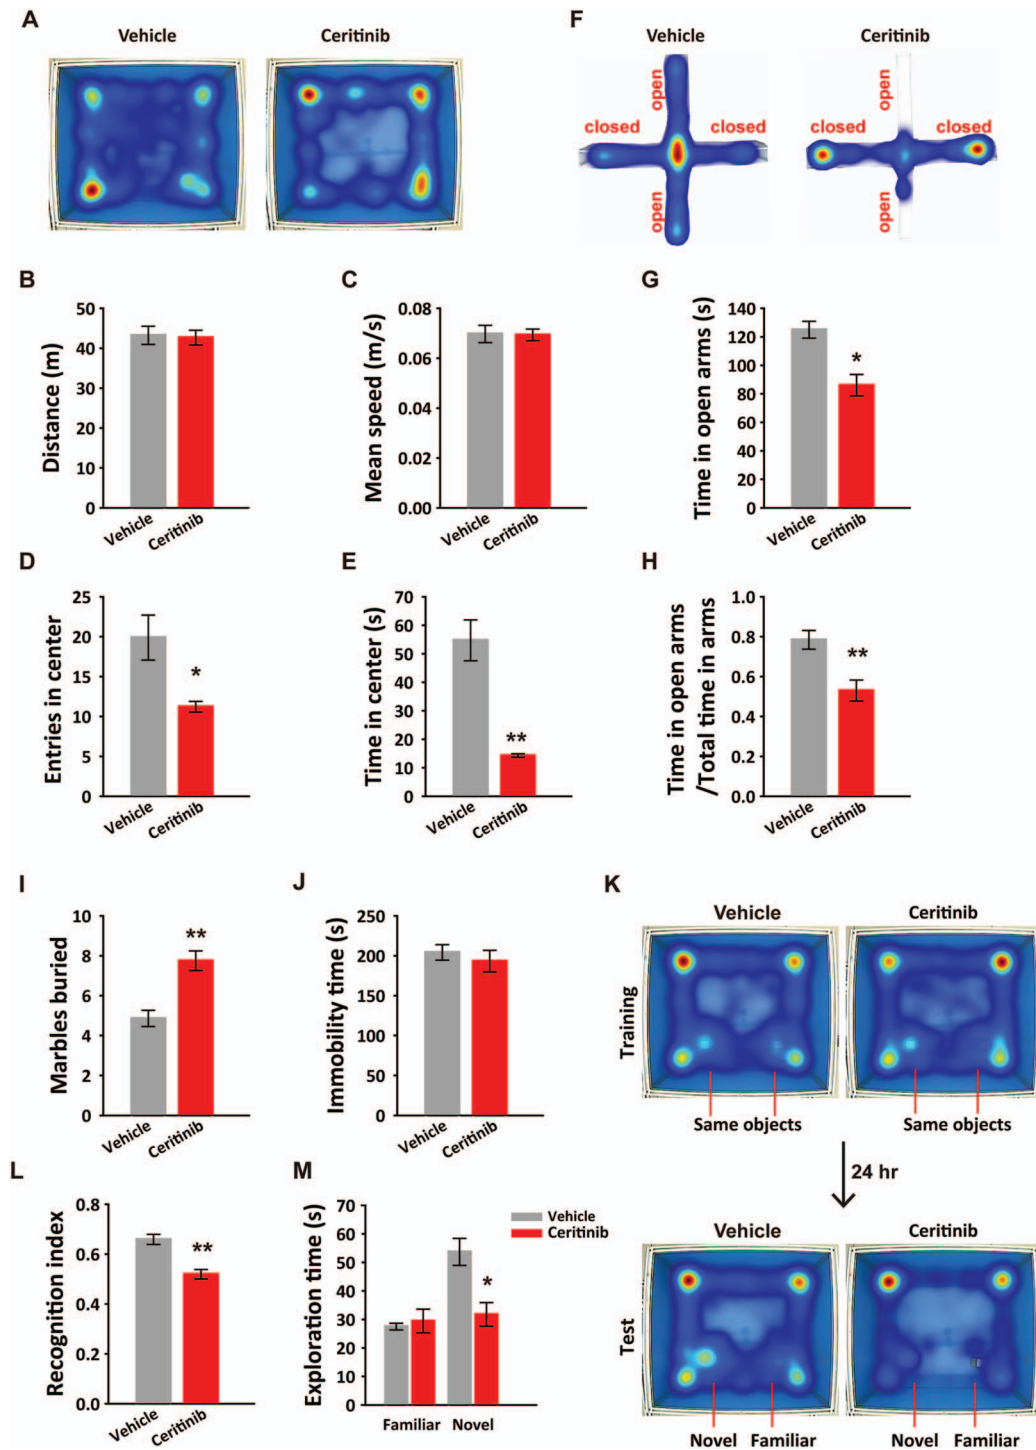 A
Vehicle
Ceritinib
F
Vehicle
Ceritinib
open
closed
closed
open
open
closed
closed
open
B
Distance (m)
50
40
30
20
10
0
Vehicle
Ceritinib
C
Mean speed (m/s)
0.08
0.06
0.04
0.02
0.00
Vehicle
Ceritinib
G
Time in open arms (s)
140
120
100
80
60
40
20
0
*
Vehicle
Ceritinib
D
Entries in center
25
20
15
10
5
0
*
Vehicle
Ceritinib
E
Time in center (s)
70
60
50
40
30
20
10
0
**
Vehicle
Ceritinib
H
Time in open arms
/Total time in arms
1.0
0.8
0.6
0.4
0.2
0.0
**
Vehicle
Ceritinib
I
Marbles buried
10
8
6
4
2
0
**
Vehicle
Ceritinib
J
Immobility time (s)
250
200
150
100
50
0
Vehicle
Ceritinib
K
Vehicle
Ceritinib
Training
Same objects
Same objects
24 hr
Vehicle
Ceritinib
Test
Novel
Familiar
Novel
Familiar
L
Recognition index
0.8
0.6
0.4
0.2
0.0
**
Vehicle
Ceritinib
M
Exploration time (s)
70
60
50
40
30
20
10
0
Vehicle
Ceritinib
*
Familiar
Novel